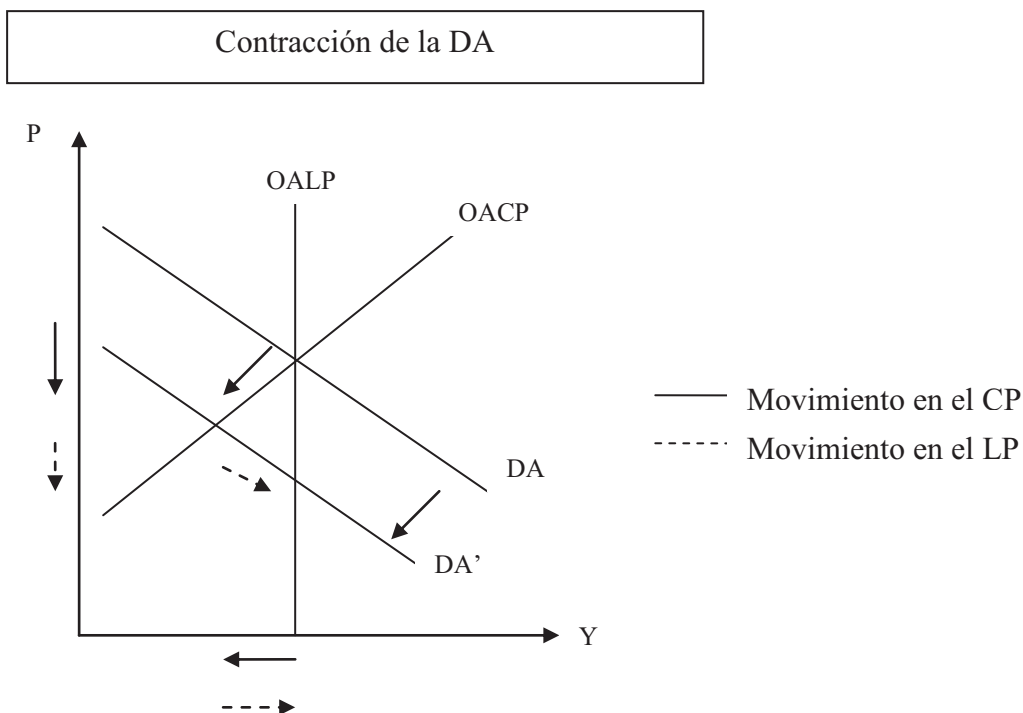 Contracción de la DA
P
OALP
OACP
Movimiento en el CP
Movimiento en el LP
DA
DA’
Y